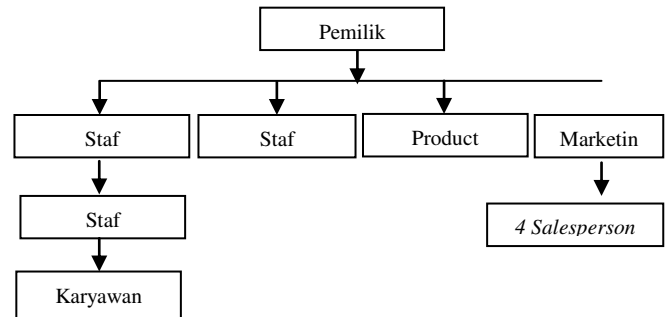 Pemilik
Staf
Staf
Product
Marketin
Staf
4 Salesperson
Karyawan